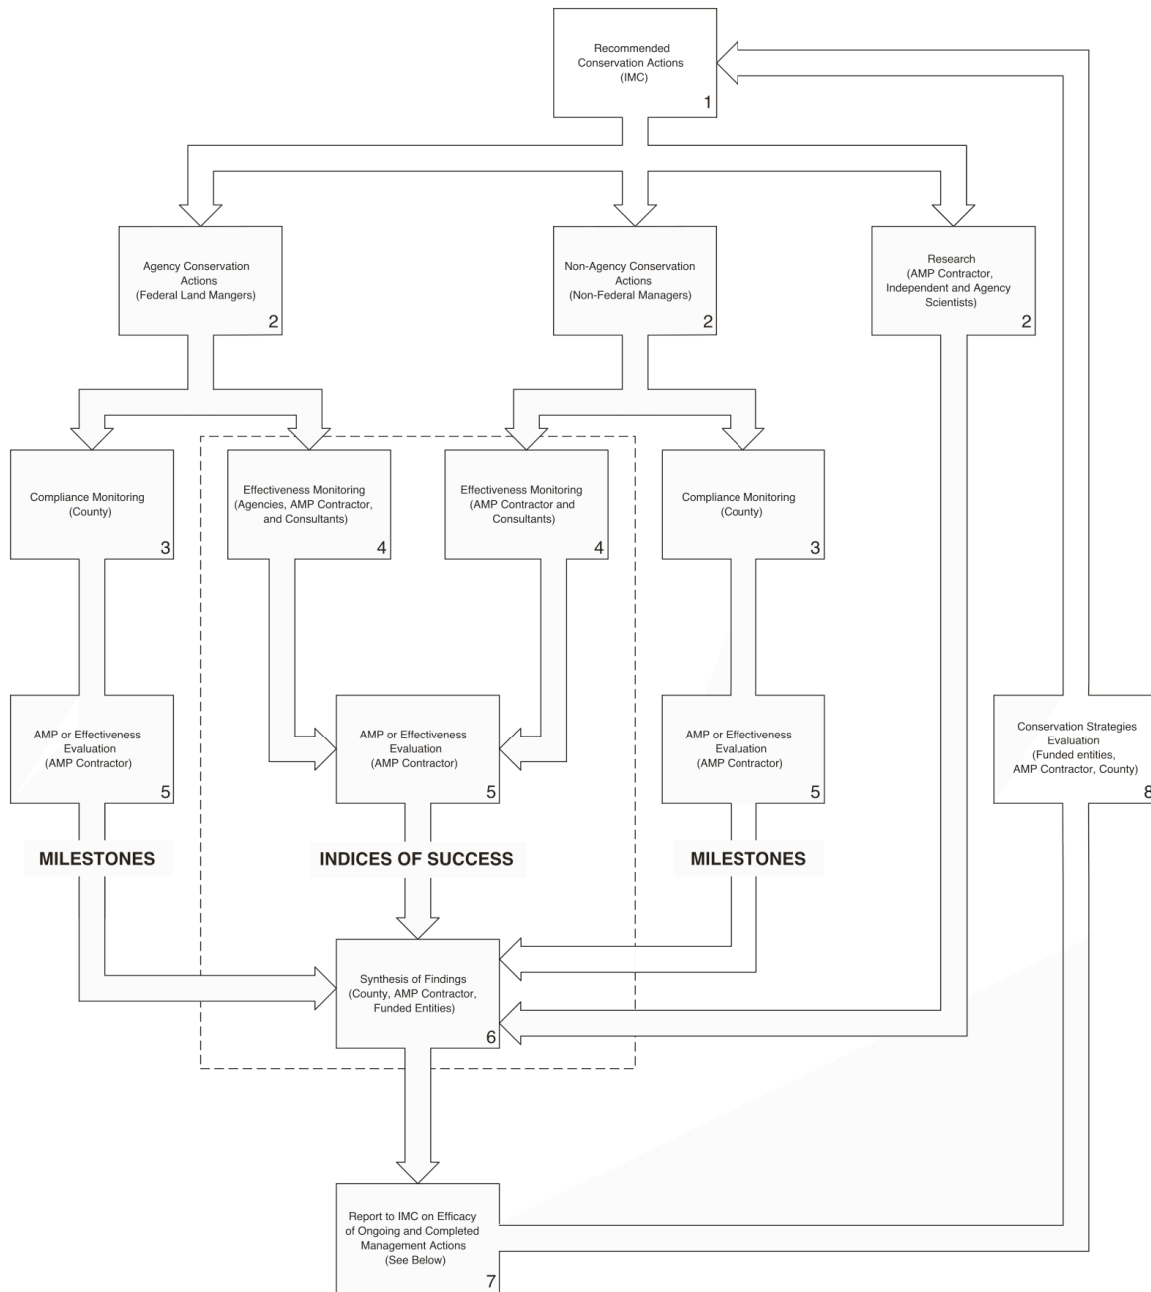 Recommended
Conservation Actions
(IMC)
1
Agency Conservation
Actions
(Federal Land Mangers)
2
Non-Agency Conservation
Actions
(Non-Federal Managers)
2
Research
(AMP Contractor,
Independent and Agency
Scientists)
2
Compliance Monitoring
(County)
3
Effectiveness Monitoring
(Agencies, AMP Contractor,
and Consultants)
4
Effectiveness Monitoring
(AMP Contractor and
Consultants)
4
Compliance Monitoring
(County)
3
AMP or Effectiveness
Evaluation
(AMP Contractor)
5
AMP or Effectiveness
Evaluation
(AMP Contractor)
5
AMP or Effectiveness
Evaluation
(AMP Contractor)
5
Conservation Strategies
Evaluation
(Funded entities,
AMP Contractor, County)
8
MILESTONES
INDICES OF SUCCESS
MILESTONES
Synthesis of Findings
(County, AMP Contractor,
Funded Entities)
6
Report to IMC on Efficacy
of Ongoing and Completed
Management Actions
(See Below)
7